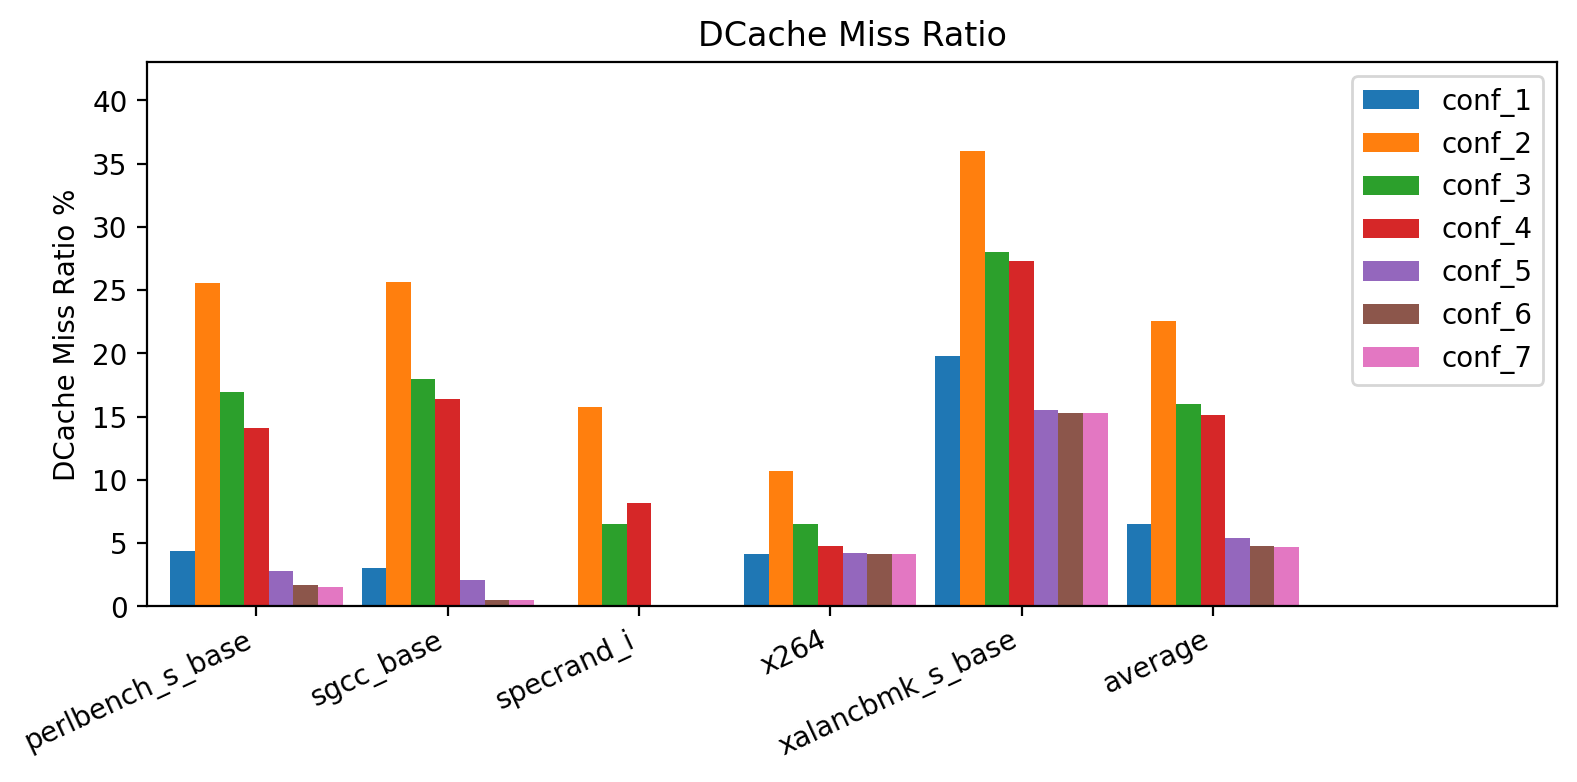 DCache Miss Ratio
DCache Miss Ratio %
40
35
30
25
20
15
10
5
0
conf_1
conf_2
conf_3
conf_4
conf_5
conf_6
conf_7
perlbench_s_base
sgcc_base
specrand_i
x264
xalancbmk_s_base
average